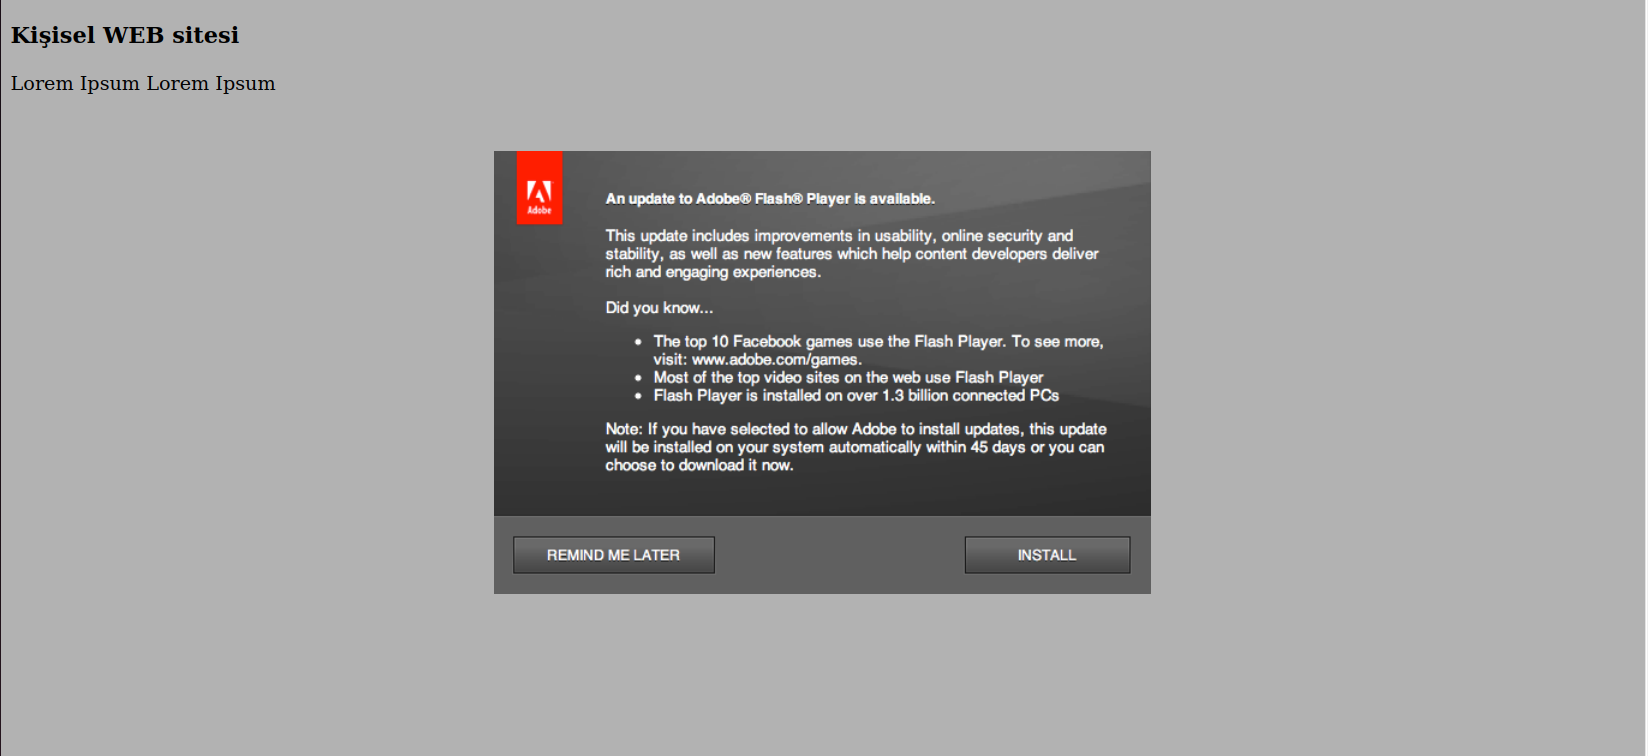 Kişisel WEB sitesi
Lorem Ipsum Lorem Ipsum
Adobe
An update to Adobe® Flash® Player is available.
This update includes improvements in usability, online security and
stability, as well as new features which help content developers deliver
rich and engaging experiences.
Did you know...
• The top 10 Facebook games use the Flash Player. To see more,
visit: www.adobe.com/games.
• Most of the top video sites on the web use Flash Player
• Flash Player is installed on over 1.3 billion connected PCs
Note: If you have selected to allow Adobe to install updates, this update
will be installed on your system automatically within 45 days or you can
choose to download it now.
REMIND ME LATER
INSTALL